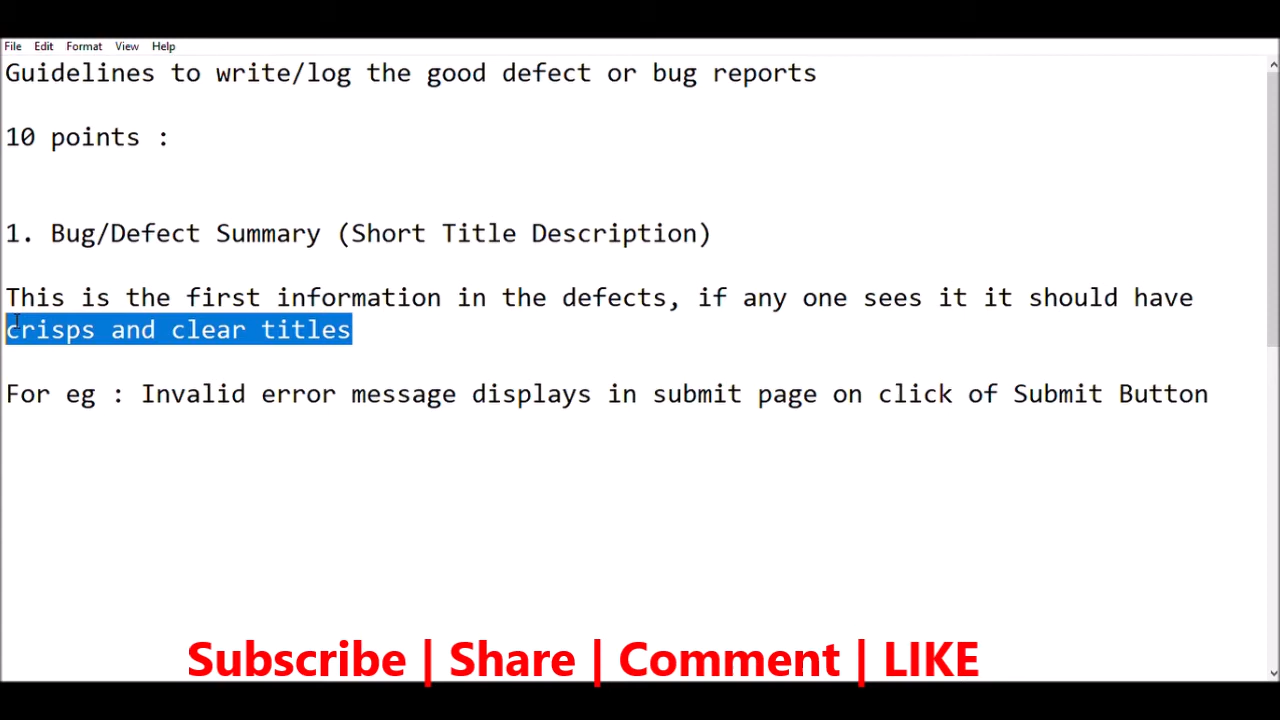 File Edit Format View Help
Guidelines to write/log the good defect or bug reports
10 points :
1. Bug/Defect Summary (Short Title Description)
This is the first information in the defects, if any one sees it it should have
crisps and clear titles
For eg : Invalid error message displays in submit page on click of Submit Button
Subscribe | Share | Comment | LIKE